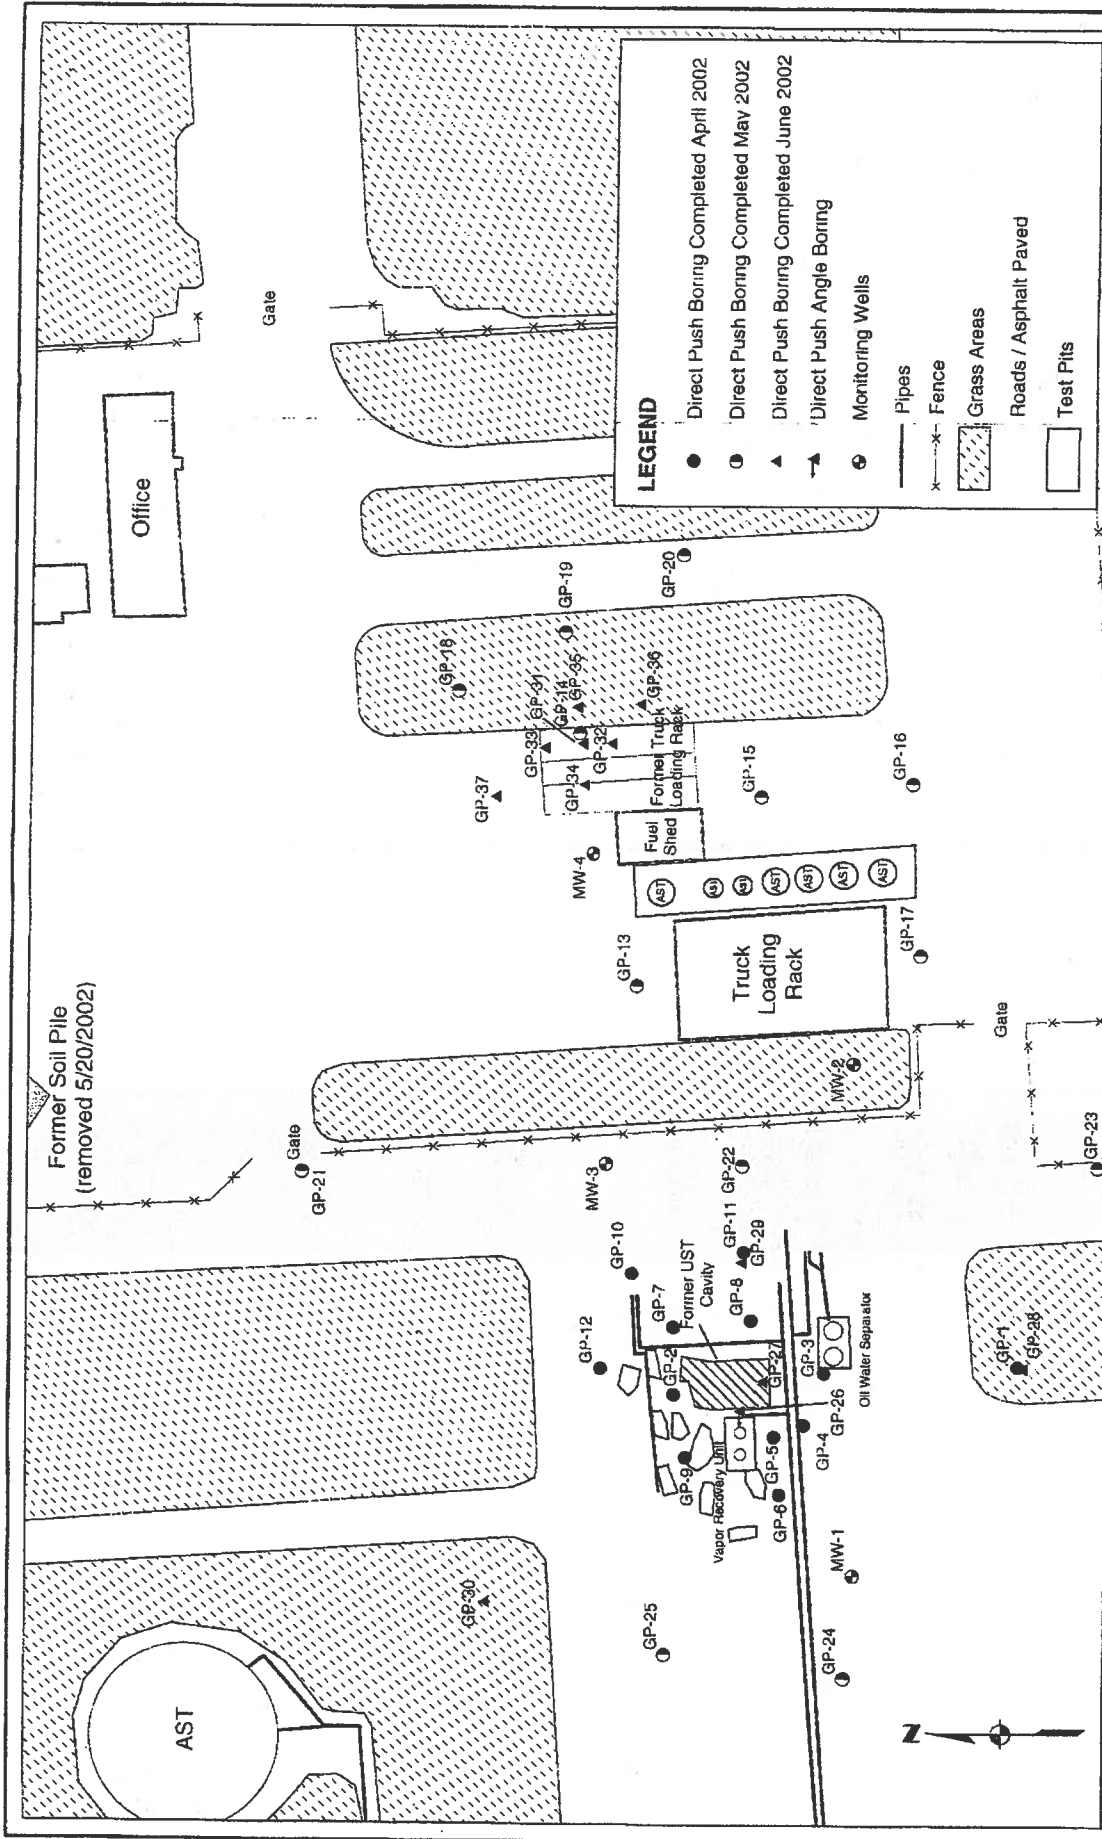 Former Soil Pile
(removed 5/20/2002)
AST
Office
Gate
Gate
GP-21
GP-30
GP-25
GP-24
MW-1
GP-12
GP-10
MW-3
GP-7
GP-2
GP-9
Former UST
Cavity
GP-8
GP-11
GP-29
GP-22
GP-27
GP-3
GP-26
GP-4
GP-5
GP-6
Vapor Recovery Unit
Oil Water Separator
GP-1
GP-28
GP-23
Gate
MW-2
Truck
Loading
Rack
GP-13
GP-17
MW-4
Fuel
Shed
AST
AST
AST
AST
AST
AST
AST
GP-37
GP-33
GP-31
GP-14
GP-34
GP-32
GP-35
GP-36
Former Truck
Loading Rack
GP-18
GP-19
GP-20
GP-15
GP-16
N
LEGEND
Direct Push Boring Completed April 2002
Direct Push Boring Completed May 2002
Direct Push Boring Completed June 2002
Direct Push Angle Boring
Monitoring Wells
Pipes
Fence
Grass Areas
Roads / Asphalt Paved
Test Pits